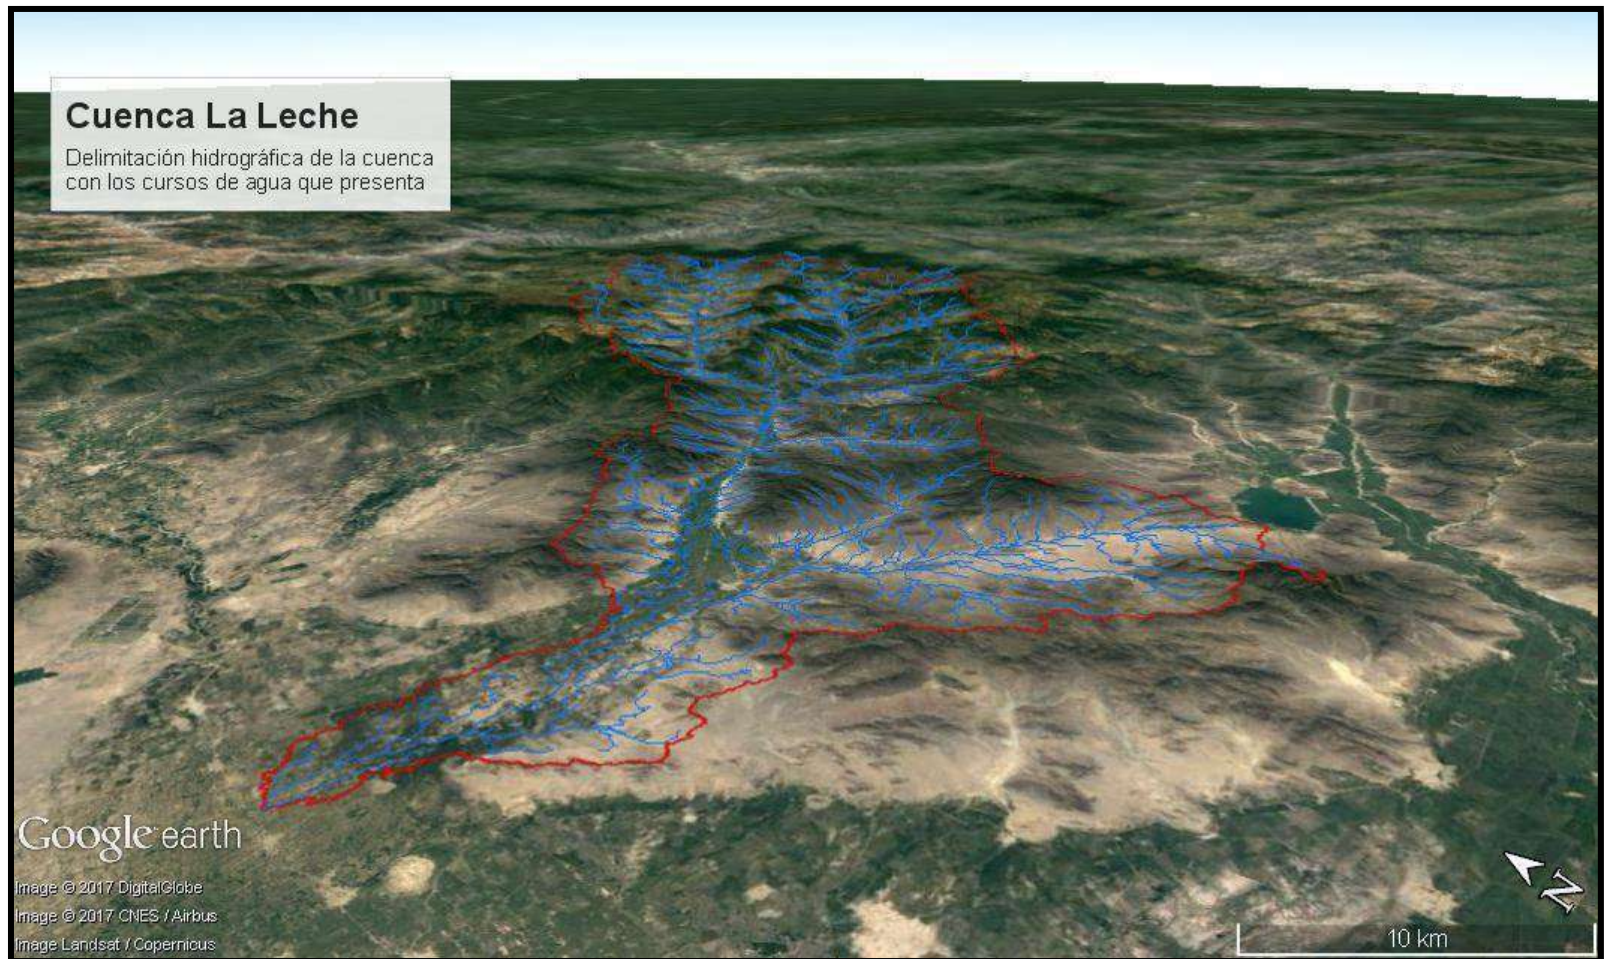 Cuenca La Leche
Delimitación hidrográfica de la cuenca
con los cursos de agua que presenta
Google earth
Image © 2017 DigitalGlobe
Image © 2017 CNES / Airbus
Image Landsat / Copernicus
N
10 km